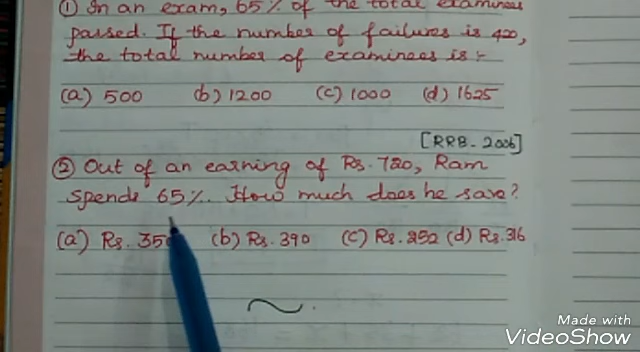 ① In an exam, 65% of the total examinees
passed. If the number of failures is 420,
the total number of examinees is :-
(a) 500 (b) 1200 (c) 1000 (d) 1625
[RRB-2006]
② Out of an earning of Rs. 720, Ram
spends 65%. How much does he save?
(a) Rs. 350 (b) Rs. 390 (c) Rs. 252 (d) Rs. 316
Made with
VideoShow